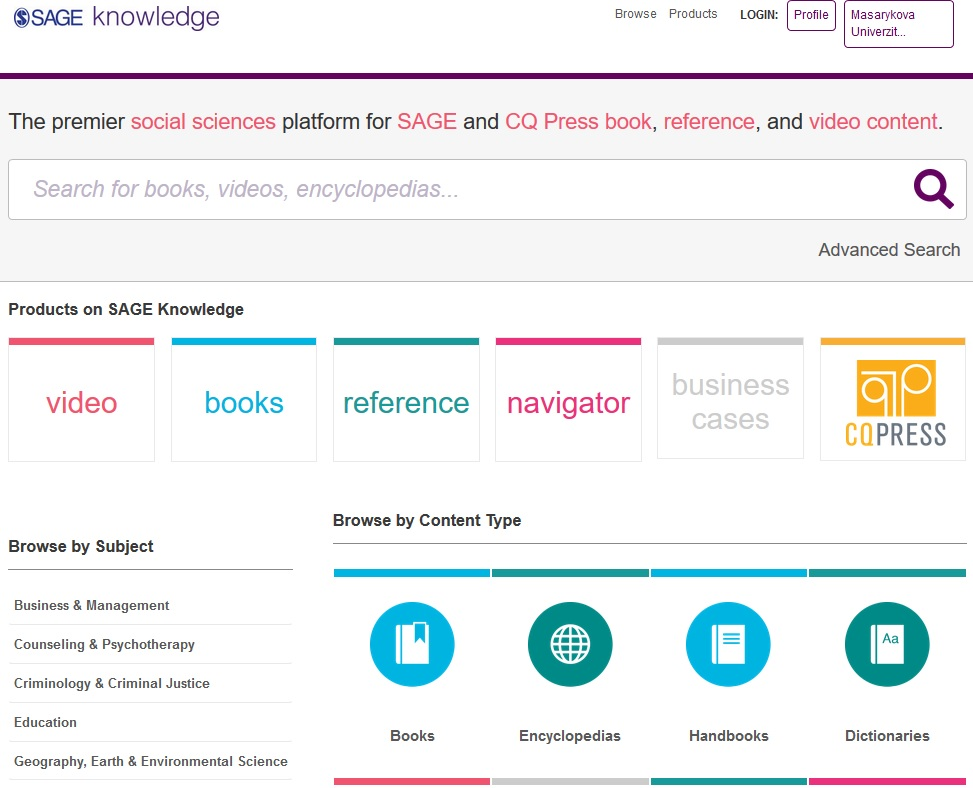 SAGE knowledge
Browse Products LOGIN: Profile Masarykova
Univerzit...
The premier social sciences platform for SAGE and CQ Press book, reference, and video content.
Search for books, videos, encyclopedias...
Advanced Search
Products on SAGE Knowledge
video
books
reference
navigator
business
cases
CQPRESS
Browse by Subject
Business & Management
Counseling & Psychotherapy
Criminology & Criminal Justice
Education
Geography, Earth & Environmental Science
Browse by Content Type
Books
Encyclopedias
Handbooks
Aa
Dictionaries